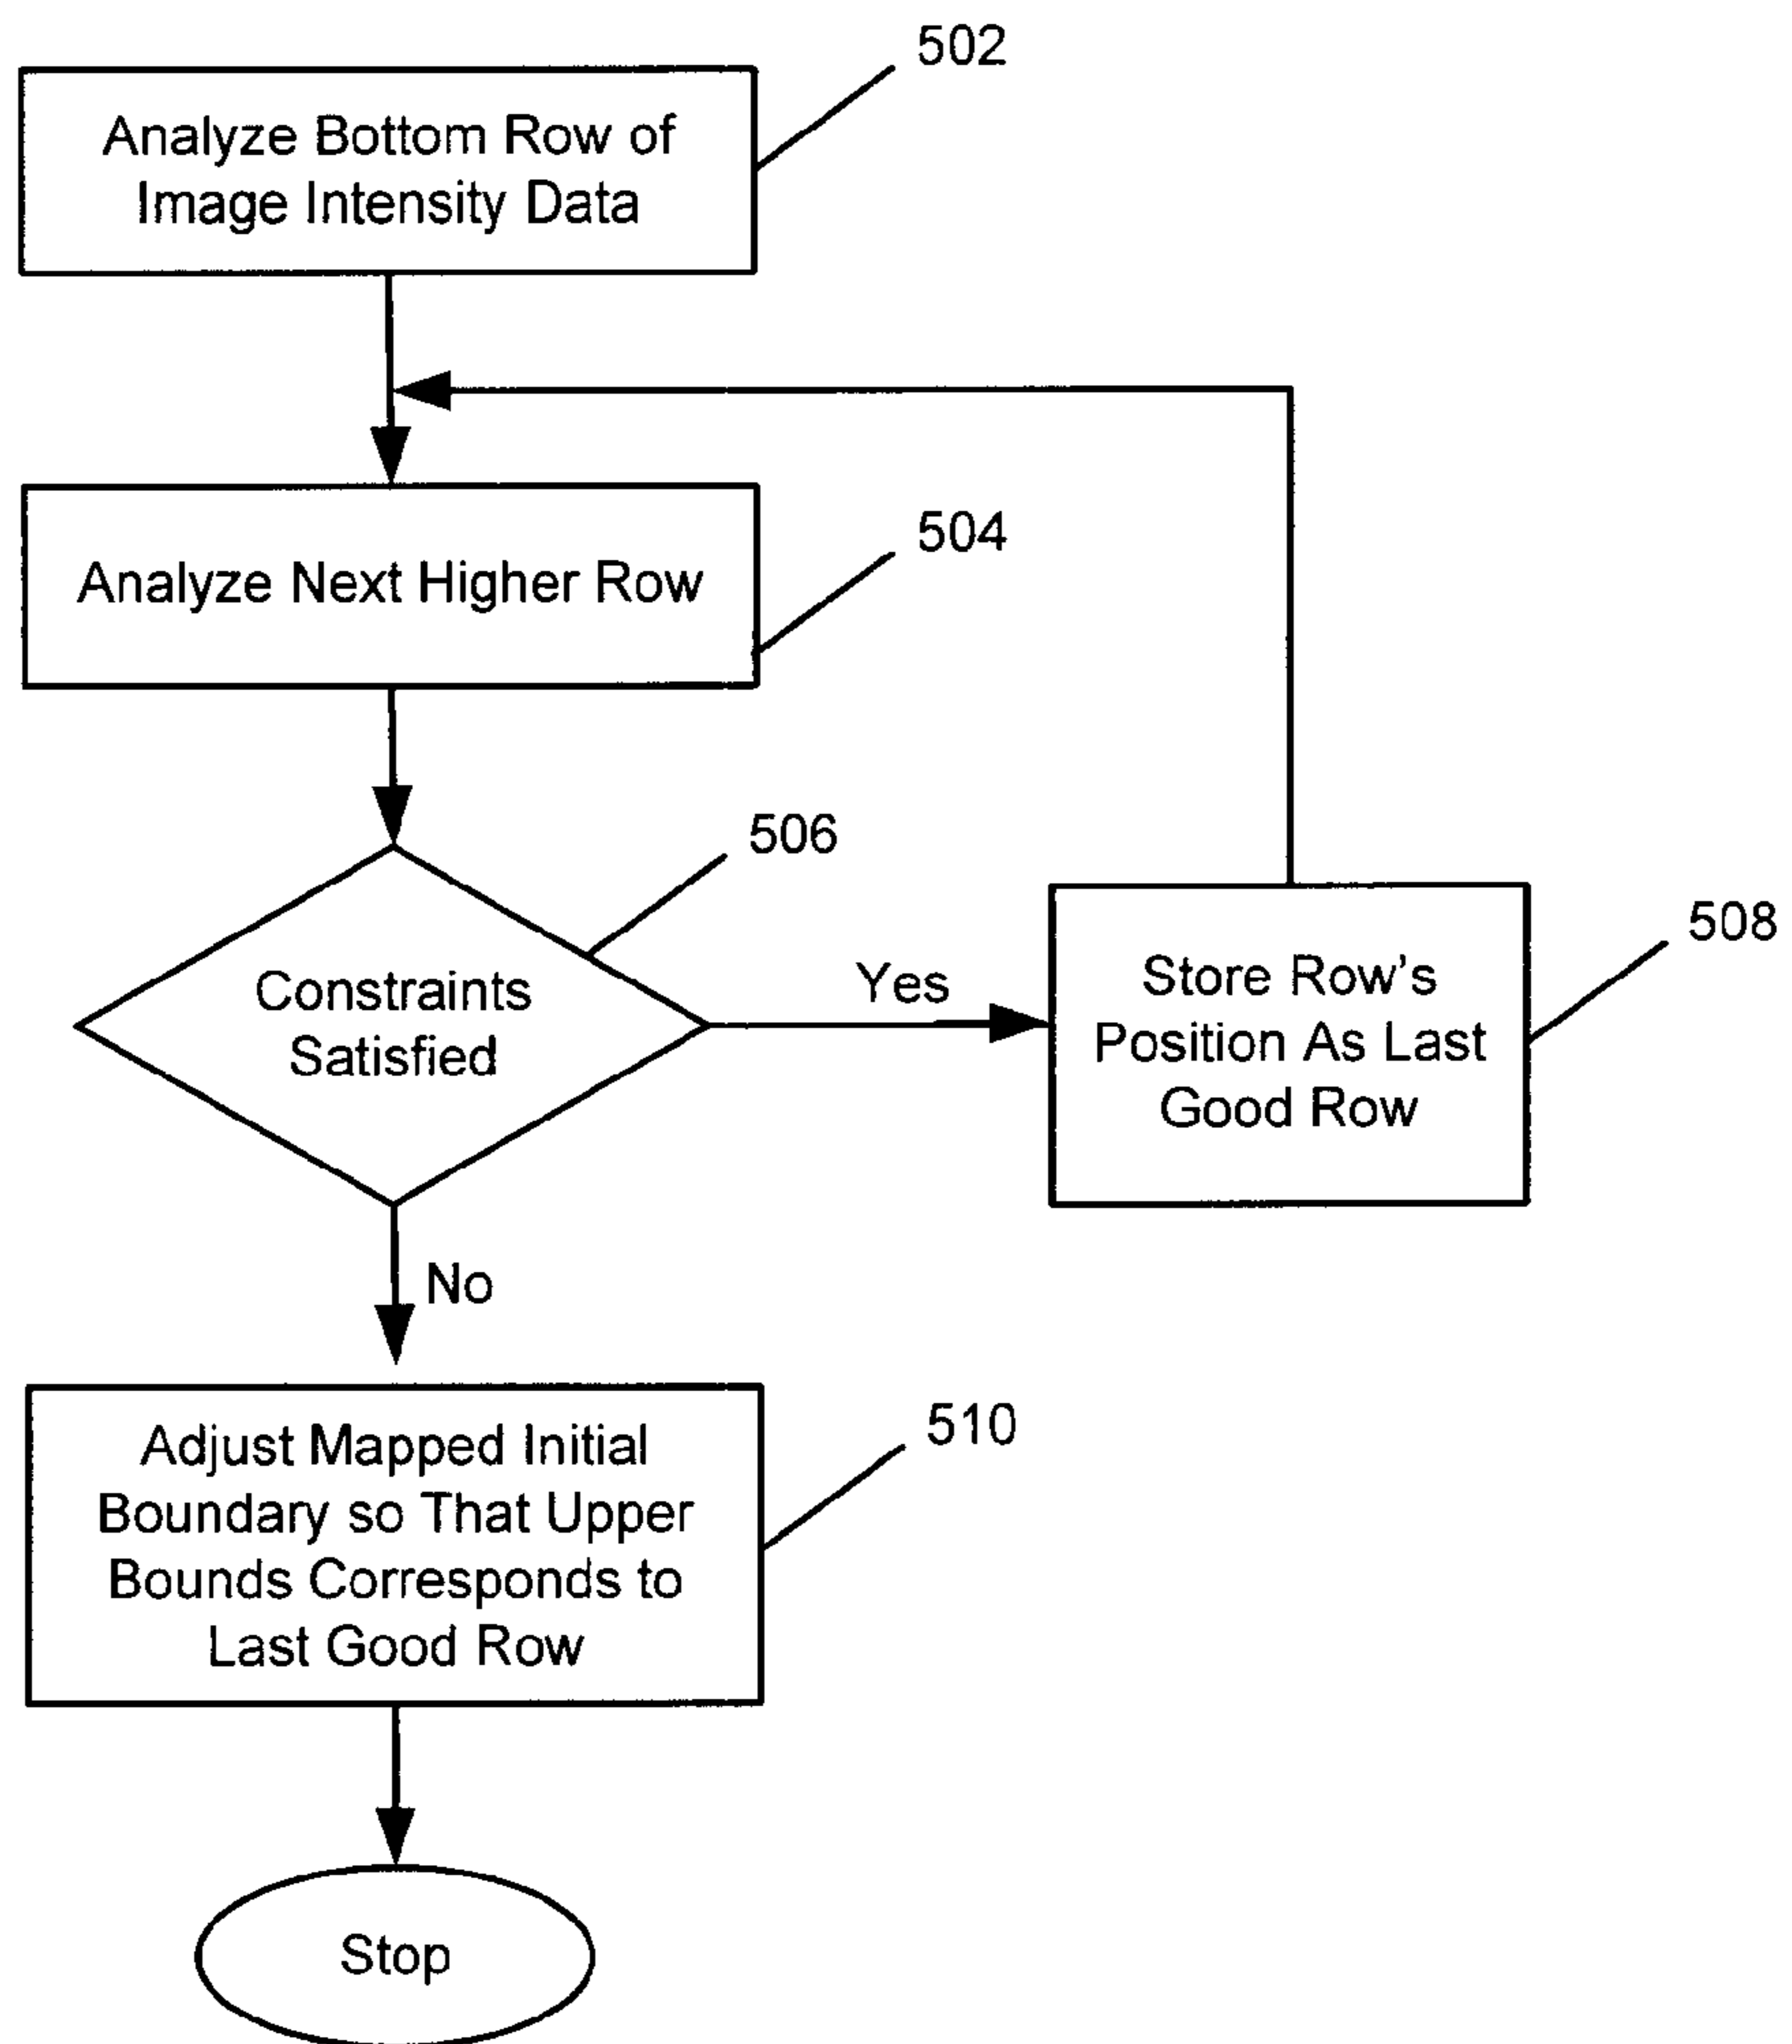 502
Analyze Bottom Row of
Image Intensity Data
504
Analyze Next Higher Row
506
Constraints
Satisfied
Yes
508
Store Row's
Position As Last
Good Row
No
510
Adjust Mapped Initial
Boundary so That Upper
Bounds Corresponds to
Last Good Row
Stop